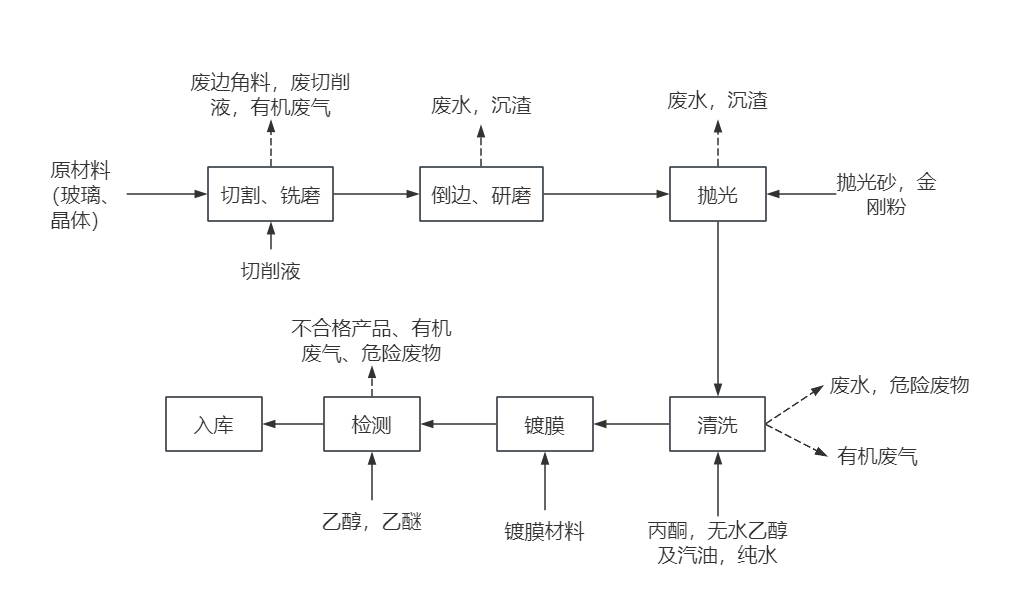 废边角料，废切削
液，有机废气
废水，沉渣
废水，沉渣
原材料
（玻璃、
晶体）
切割、铣磨
倒边、研磨
抛光
抛光砂，金
刚粉
切削液
不合格产品、有机
废气、危险废物
废水，危险废物
入库
检测
镀膜
清洗
有机废气
乙醇，乙醚
镀膜材料
丙酮，无水乙醇
及汽油，纯水